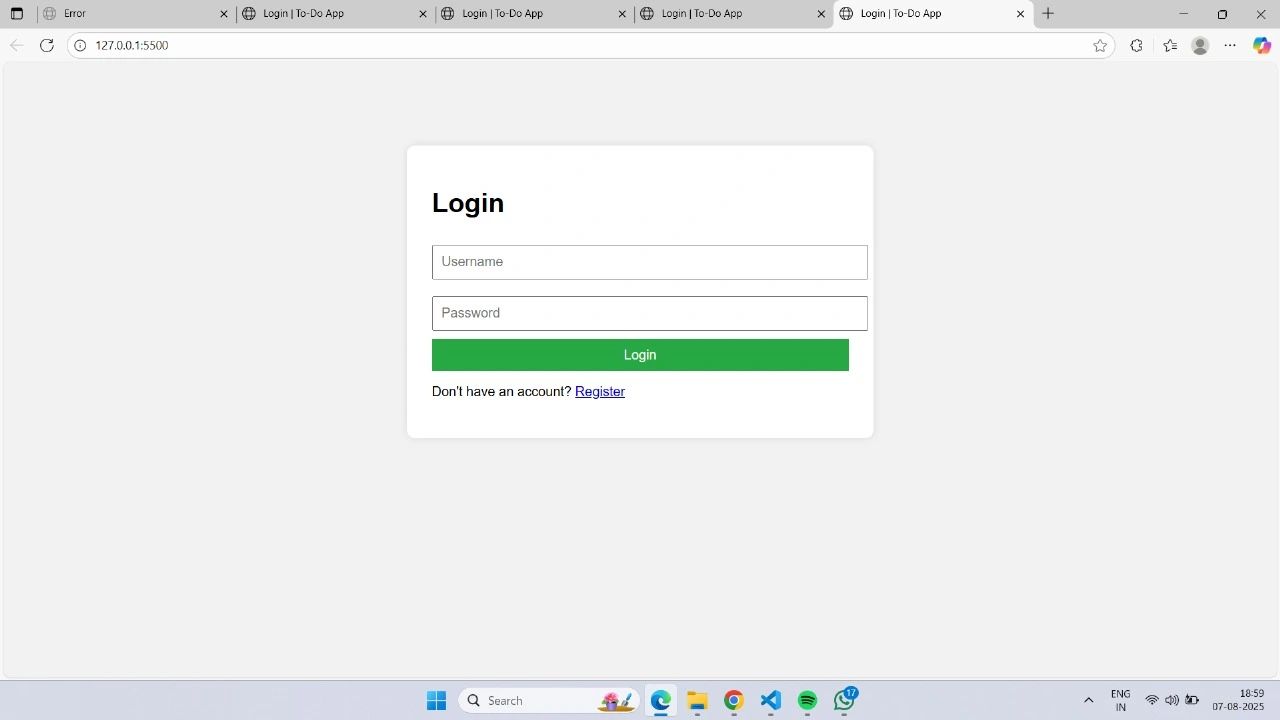 Error
Login | To-Do App
Login | To-Do App
Login | To-Do App
Login | To-Do App
127.0.0.1:5500
Login
Username
Password
Login
Don't have an account? Register
Search
17
ENG
IN
18:59
07-08-2025